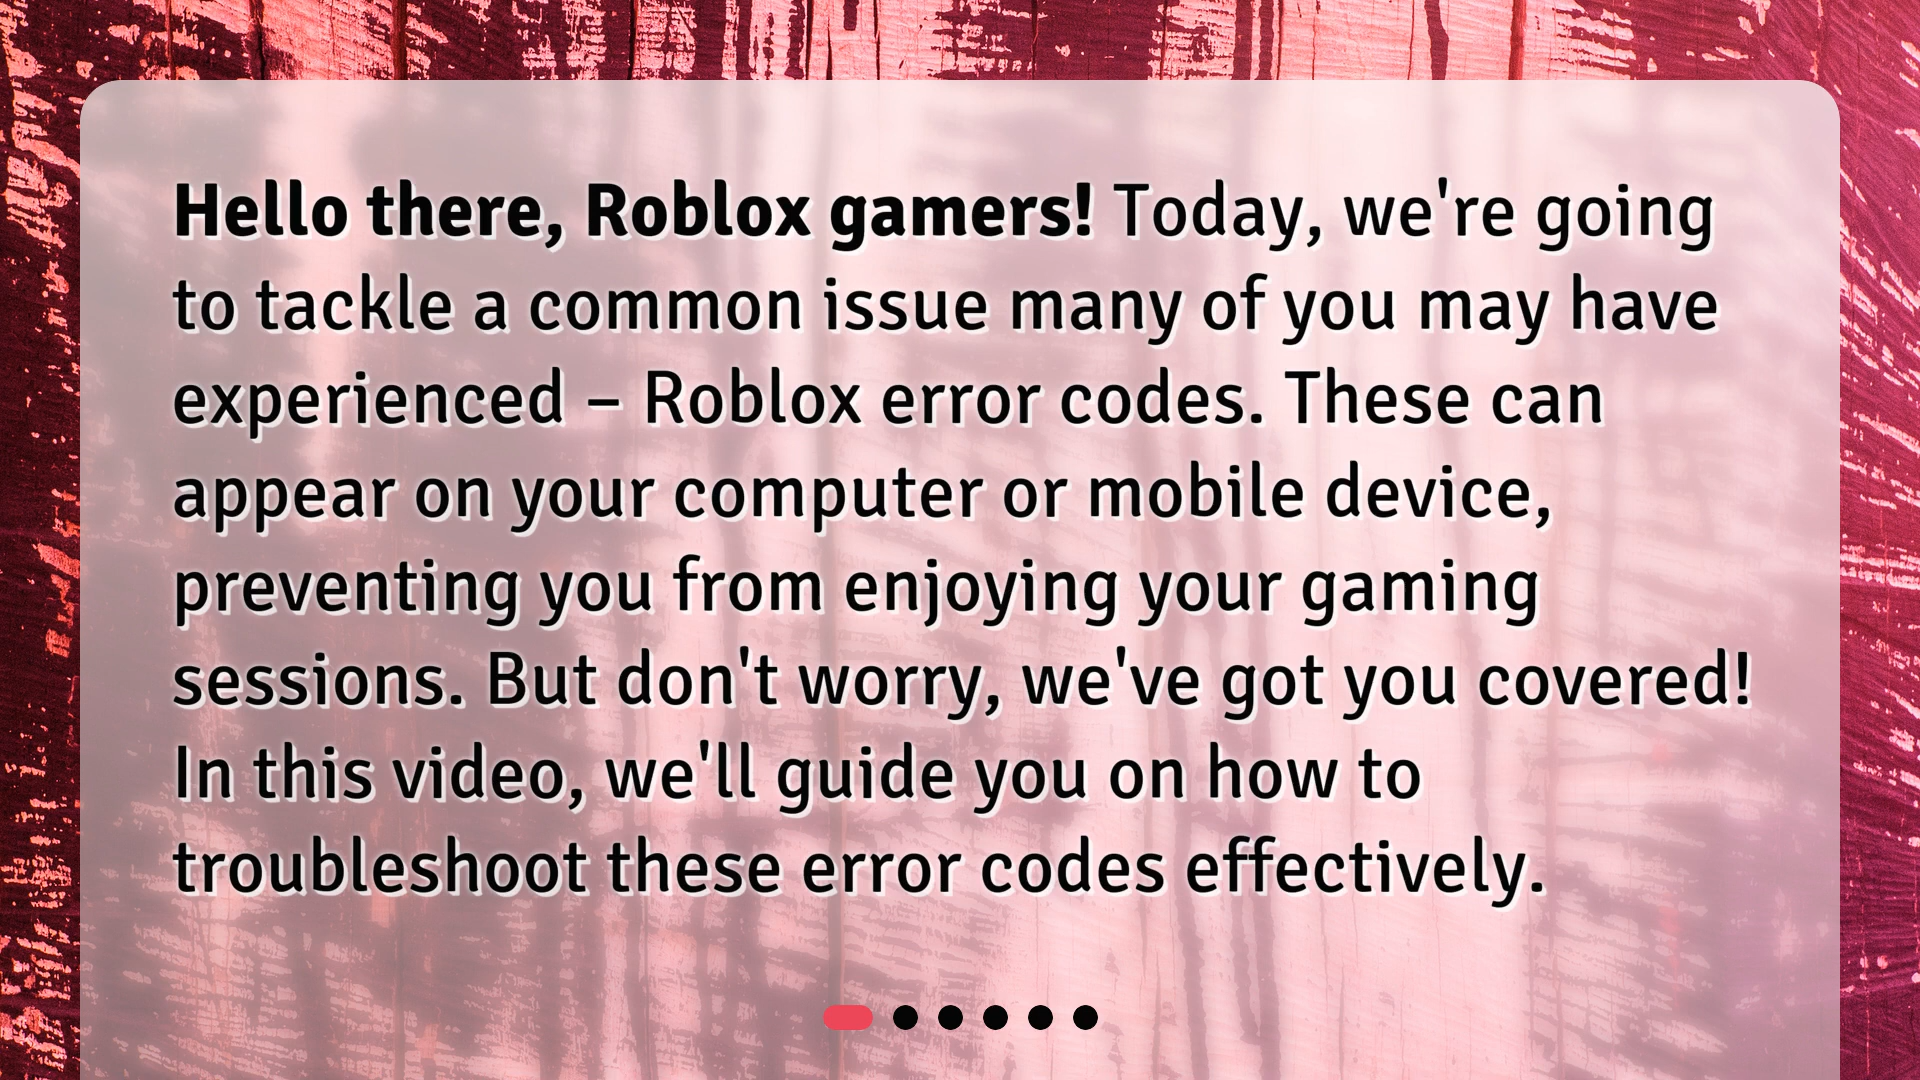 Hello there, Roblox gamers! Today, we're going
to tackle a common issue many of you may have
experienced – Roblox error codes. These can
appear on your computer or mobile device,
preventing you from enjoying your gaming
sessions. But don't worry, we've got you covered!
In this video, we'll guide you on how to
troubleshoot these error codes effectively.